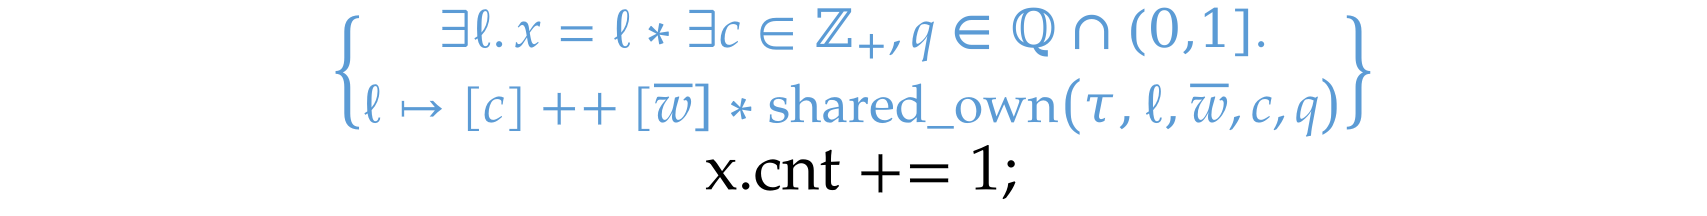 {∃ℓ. x = ℓ ∗ ∃c ∈ ℤ₊, q ∈ ℚ ∩ (0,1].
ℓ ↦ [c] ++ [w̅] ∗ shared_own(τ, ℓ, w̅, c, q)}
x.cnt += 1;